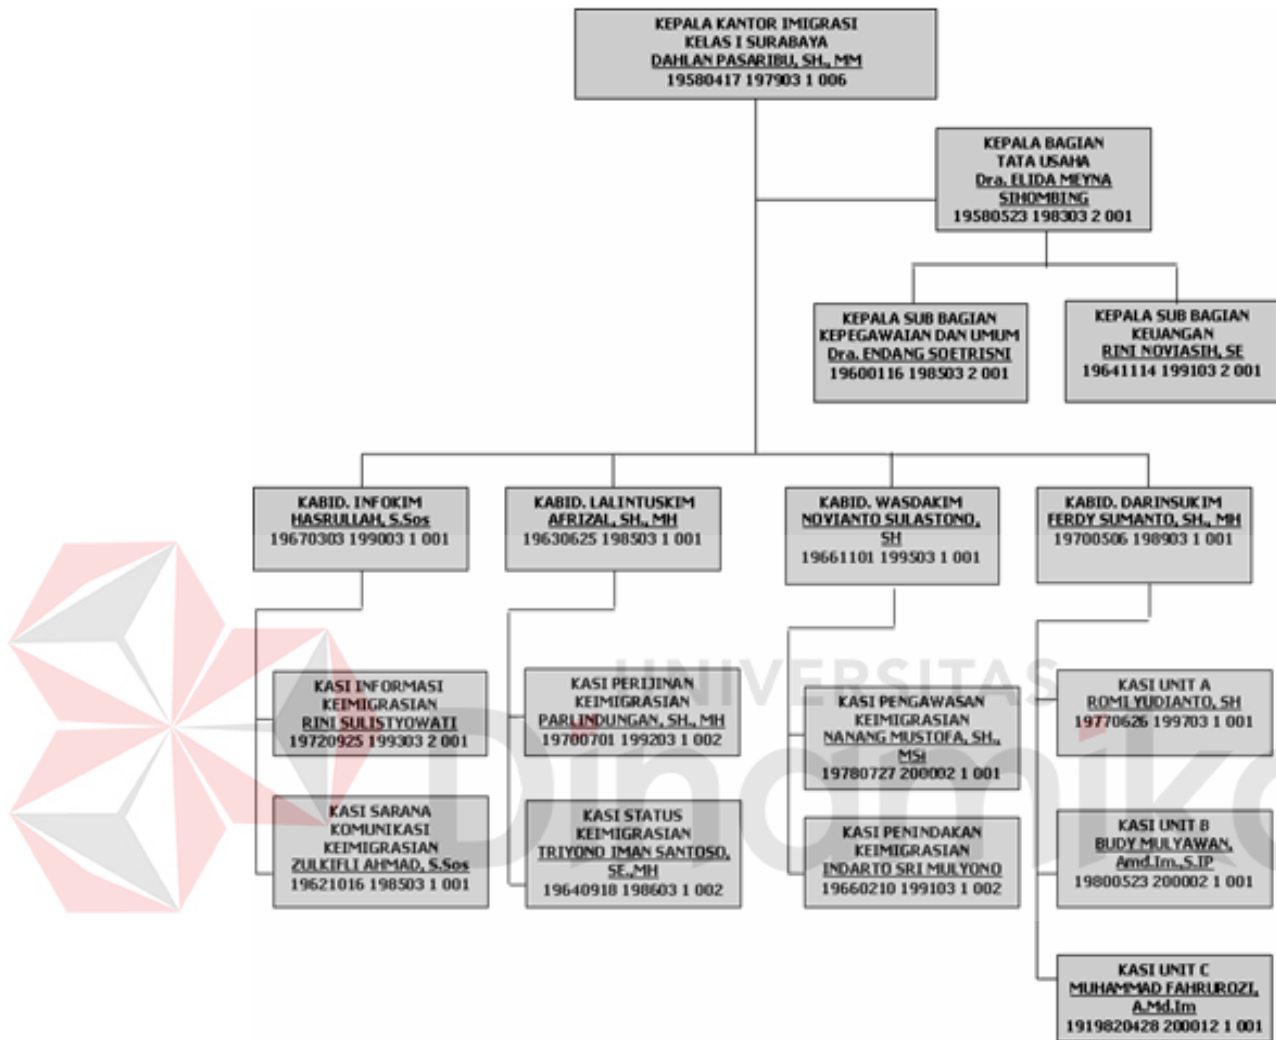 KEPALA KANTOR IMIGRASI
KELAS I SURABAYA
DAHLAN PASARIBU, SH., MM
19580417 197903 1 006
KEPALA BAGIAN
TATA USAHA
Dra. ELIDA MEYNA
SIHOMBING
19580523 198303 2 001
KEPALA SUB BAGIAN
KEPEGAWAIAN DAN UMUM
Dra. ENDANG SOETRISNI
19600116 198503 2 001
KEPALA SUB BAGIAN
KEUANGAN
RINI NOVIASIH, SE
19641114 199103 2 001
KABID. INFOKIM
HASRULLAH, S.Sos
19670303 199003 1 001
KABID. LALINTUSKIM
AFRIZAL, SH., MH
19630625 198503 1 001
KABID. WASDAKIM
NOVIANTO SULASTONO,
SH
19661101 199503 1 001
KABID. DARINSUKIM
FERDY SUMANTO, SH., MH
19700506 198903 1 001
KASI INFORMASI
KEIMIGRASIAN
RINI SULISTYOWATI
19720925 199303 2 001
KASI SARANA
KOMUNIKASI
KEIMIGRASIAN
ZULKIFLI AHMAD, S.Sos
19621016 198503 1 001
KASI PERIJINAN
KEIMIGRASIAN
PARLINDUNGAN, SH., MH
19700701 199203 1 002
KASI STATUS
KEIMIGRASIAN
TRIYONO IMAN SANTOSO,
SE.,MH
19640918 198603 1 002
KASI PENGAWASAN
KEIMIGRASIAN
NANANG MUSTOFA, SH.,
MSi
19780727 200002 1 001
KASI PENINDAKAN
KEIMIGRASIAN
INDARTO SRI MULYONO
19660210 199103 1 002
KASI UNIT A
ROMI YUDIANTO, SH
19770626 199703 1 001
KASI UNIT B
BUDY MULYAWAN,
Amd.Im.,S.IP
19800523 200002 1 001
KASI UNIT C
MUHAMMAD FAHRUROZI,
A.Md.Im
1919820428 200012 1 001
UNIVERSITAS
Dinamika